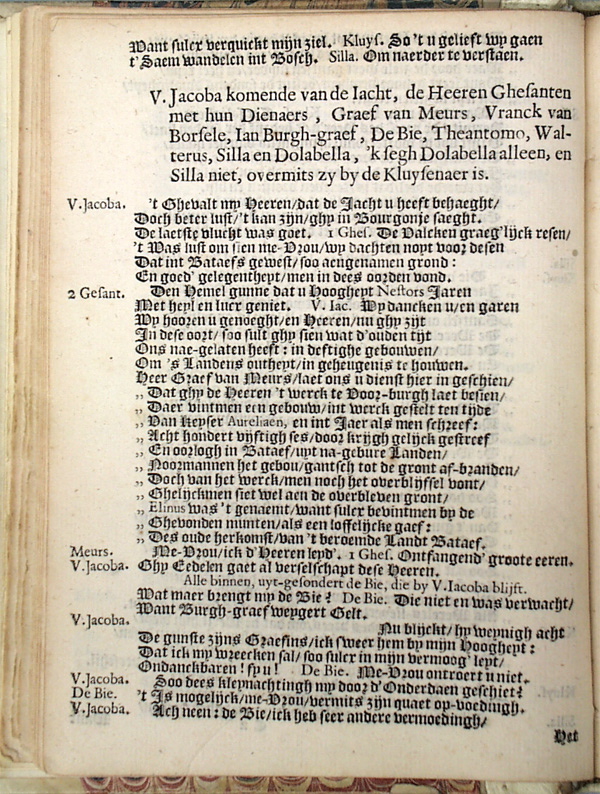 Want sulcx verquickt mijn ziel. Kluys. So 't u gelieft wy gaen
t' Saem wandelen int Bosch. Silla. Om naerder te verstaen.
V. Jacoba komende van de Iacht, de Heeren Ghesanten
met hun Dienaers, Graef van Meurs, Vranck van
Borsele, Ian Burgh-graef, De Bie, Theantomo, Wal-
terus, Silla en Dolabella, 'k segh Dolabella alleen, en
Silla niet, overmits zy by de Kluysenaer is.
V. Jacoba. 't Ghevalt my Heeren/dat de Jacht u heeft behaeght/
Doch beter lust/'t kan zijn/ghy in Bourgonje saeght.
De laetste vlucht was goet. 1 Ghes. De Valcken graeg'lijck resen/
't Was lust om sien me-Vrou/wy dachten noyt voor desen
Dat int Bataefs gewest/soo aengenamen grond:
En goed' gelegentheyt/men in dees oorden vond.
2 Gesant. Den Hemel gunne dat u Hoogheyt Nestors Jaren
Met heyl en lucx geniet. V. Iac. Wy dancken u/en garen
Wy hooren u genoeght/en Heeren/nu ghy zijt
In dese oort/soo sult ghy sien wat d'ouden tijt
Ons nae-gelaten heeft: in deftighe gebouwen/
Om 's Landens ontheyt/in geheugenis te houwen.
Heer Graef van Meurs/laet ons u dienst hier in geschien/
„ Dat ghy de Heeren 't werck te Voor-burgh laet besien/
„ Daer vintmen een gebouw/int werck gestelt ten tijde
„ Van Keyser Aureliaen, en int Jaer als men schreef:
„ Acht hondert vijftigh ses/door krijgh gelijck gestreef
„ En oorlogh in Bataef/uyt na-gebure Landen/
„ Noormannen het gebou/gantsch tot de gront af-branden/
„ Doch van het werck/men noch het overblijfsel vont/
„ Ghelijckmen siet wel aen de overbleven gront/
„ Elinus was 't genaemt/want sulcx bevintmen by de
„ Ghevonden munten/als een loffelijcke gaef:
„ Des oude herkomst/van 't beroemde Landt Bataef.
Meurs. Me-Vrou/ick d'Heeren leyd'. 1 Ghes. Ontfangend' groote eeren.
V. Jacoba. Ghy Eedelen gaet al verselschapt dese Heeren.
Alle binnen, uyt-gesondert de Bie, die by V. Iacoba blijft.
Wat maer brengt my de Bie? De Bie. Die niet en was verwacht/
Want Burgh-graef weygert Gelt.
V. Jacoba. Nu blijckt/hy weynigh acht
De gunste zijns Graefins/ick sweer hem by mijn Hoogheyt:
Dat ick my wreecken sal/soo sulcx in mijn vermoog' leyt/
Ondanckbaren! fy u! De Bie. Me-Vrou ontroert u niet.
V. Jacoba. Soo dees kleynachtingh my door d'Onderdaen geschiet?
De Bie. 't Is mogelijck/me-Vrou/vermits zijn quaet op-voedingh.
V. Jacoba. Ach neen: de Bie/ick heb seer andere vermoedingh/
Het